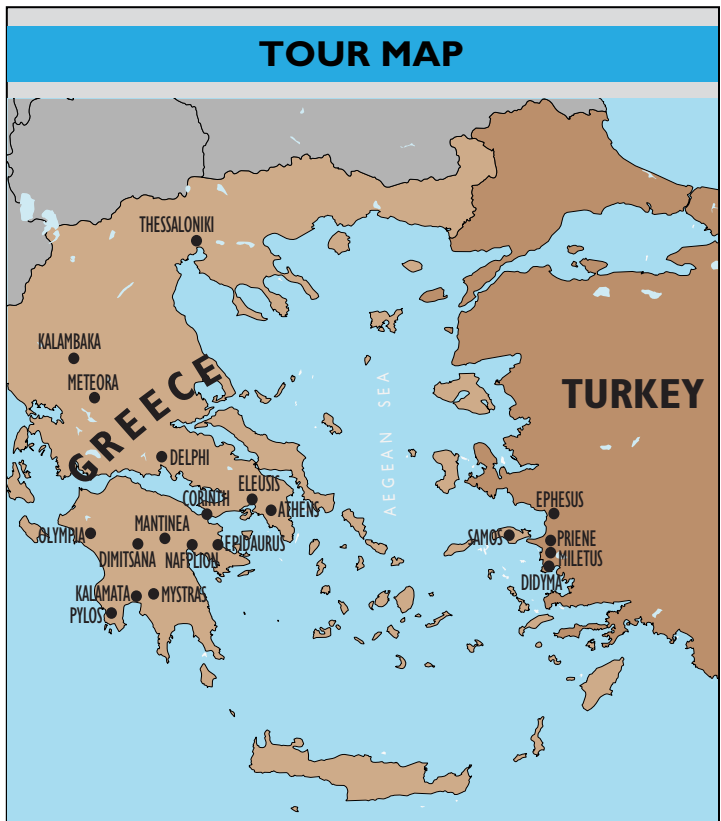 TOUR MAP
THESSALONIKI
KALAMBAKA
METEORA
GREECE
TURKEY
AEGEAN SEA
DELPHI
ELEUSIS
CORINTH
ATHENS
EPHESUS
MANTINEA
OLYMPIA
SAMOS
PRIENE
EPIDAURUS
DIMITSANA
NAFPLION
MILETUS
DIDYMA
KALAMATA
MYSTRAS
PYLOS